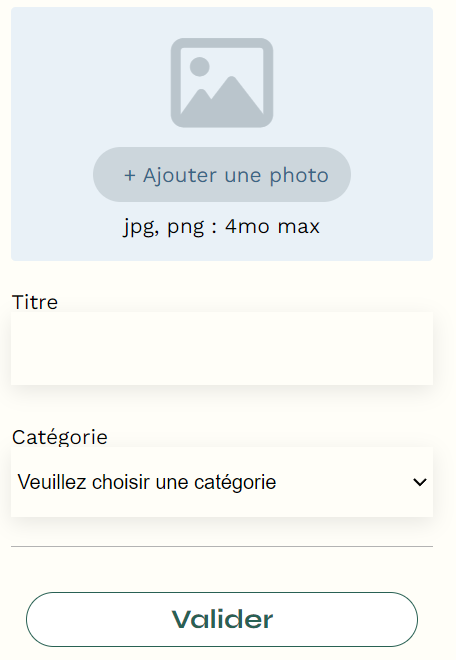 + Ajouter une photo
jpg, png : 4mo max
Titre
Catégorie
Veuillez choisir une catégorie
Valider